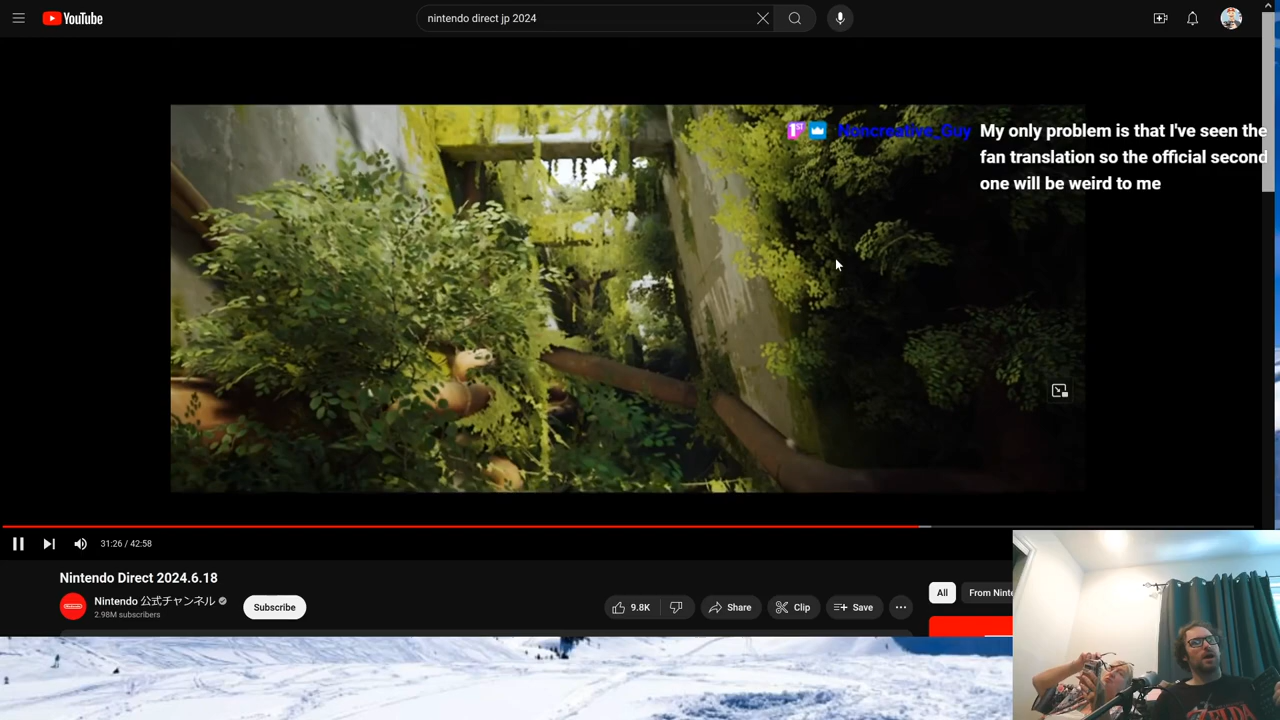 YouTube
nintendo direct jp 2024
1ST Noncreative_Guy My only problem is that I've seen the
fan translation so the official second
one will be weird to me
31:26 / 42:58
Nintendo Direct 2024.6.18
Nintendo 公式チャンネル
2.98M subscribers
Subscribe
9.8K
Share
Clip
Save
All
From Ninte
ZELDA